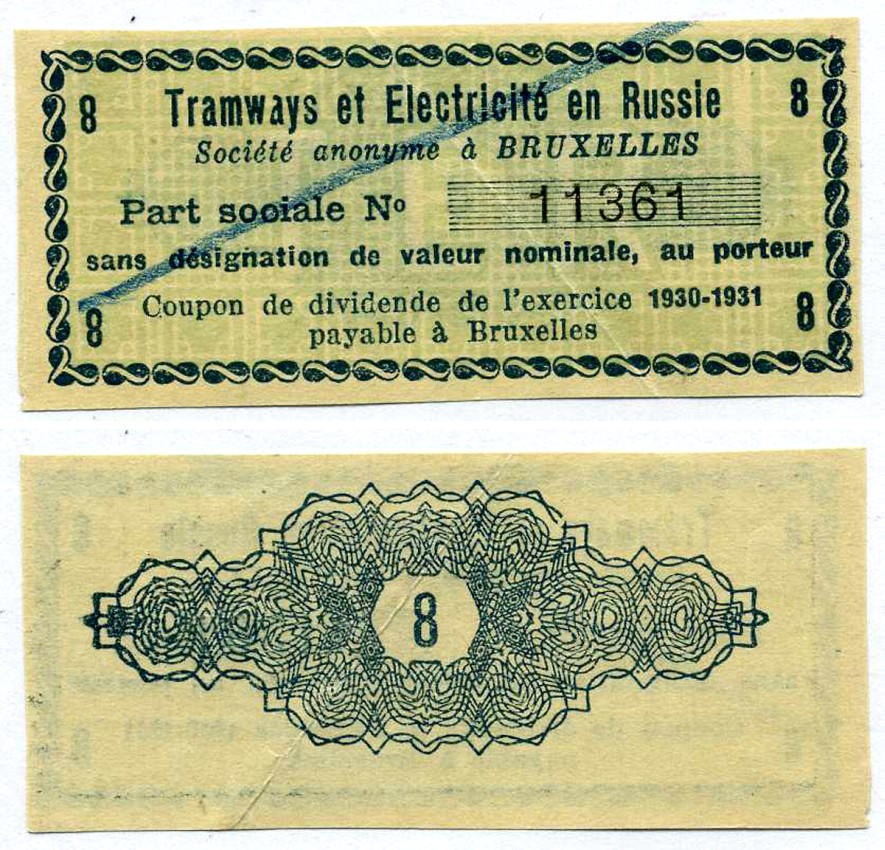 8 Tramways et Electricité en Russie 8
Société anonyme à BRUXELLES
Part sociale Nº 11361
sans désignation de valeur nominale, au porteur
8 Coupon de dividende de l'exercice 1930-1931 8
payable à Bruxelles
8